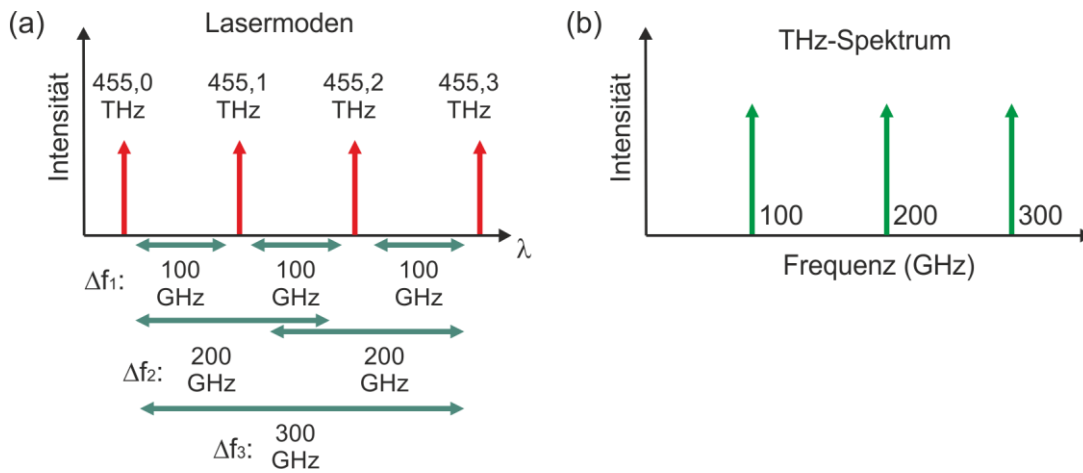 (a)
Lasermoden
Intensität
455,0
THz
455,1
THz
455,2
THz
455,3
THz
λ
Δf1:
100
GHz
100
GHz
100
GHz
Δf2:
200
GHz
200
GHz
Δf3:
300
GHz
(b)
THz-Spektrum
Intensität
100
200
300
Frequenz (GHz)